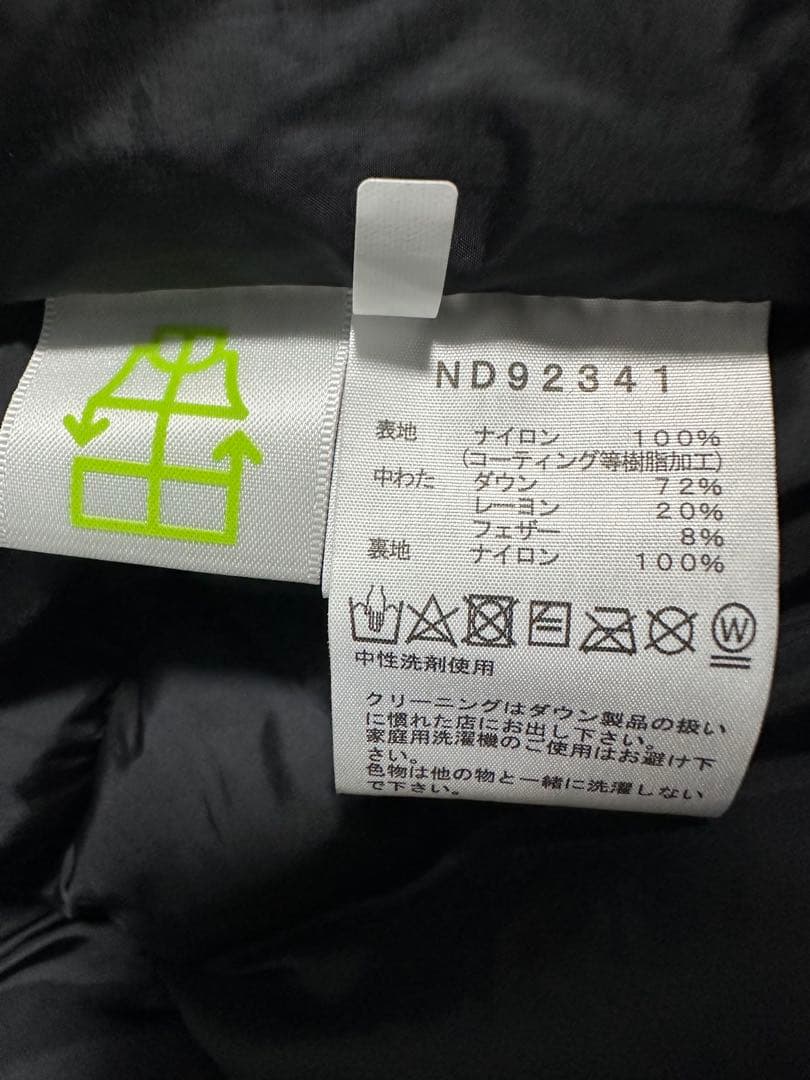 ND92341
表地 ナイロン 100%
(コーティング等樹脂加工)
中わた ダウン 72%
レーヨン 20%
フェザー 8%
裏地 ナイロン 100%
W
中性洗剤使用
クリーニングはダウン製品の扱い
に慣れた店にお出し下さい。
家庭用洗濯機のご使用はお避け下
さい。
色物は他の物と一緒に洗濯しない
で下さい。